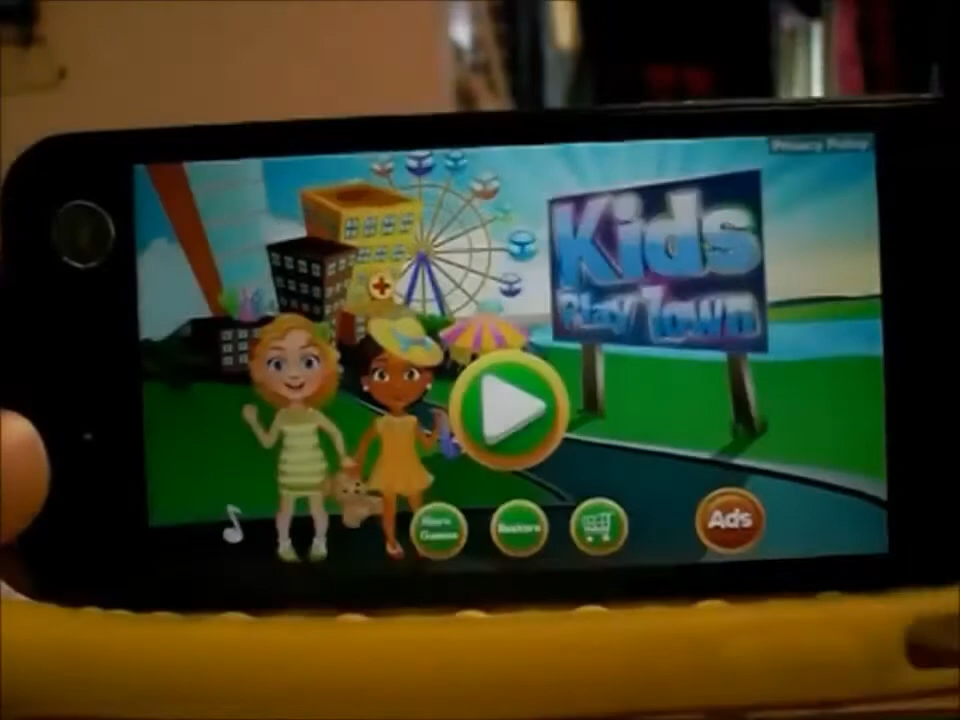 Privacy Policy
Kids
Play Town
More
Games
Restore
Ads